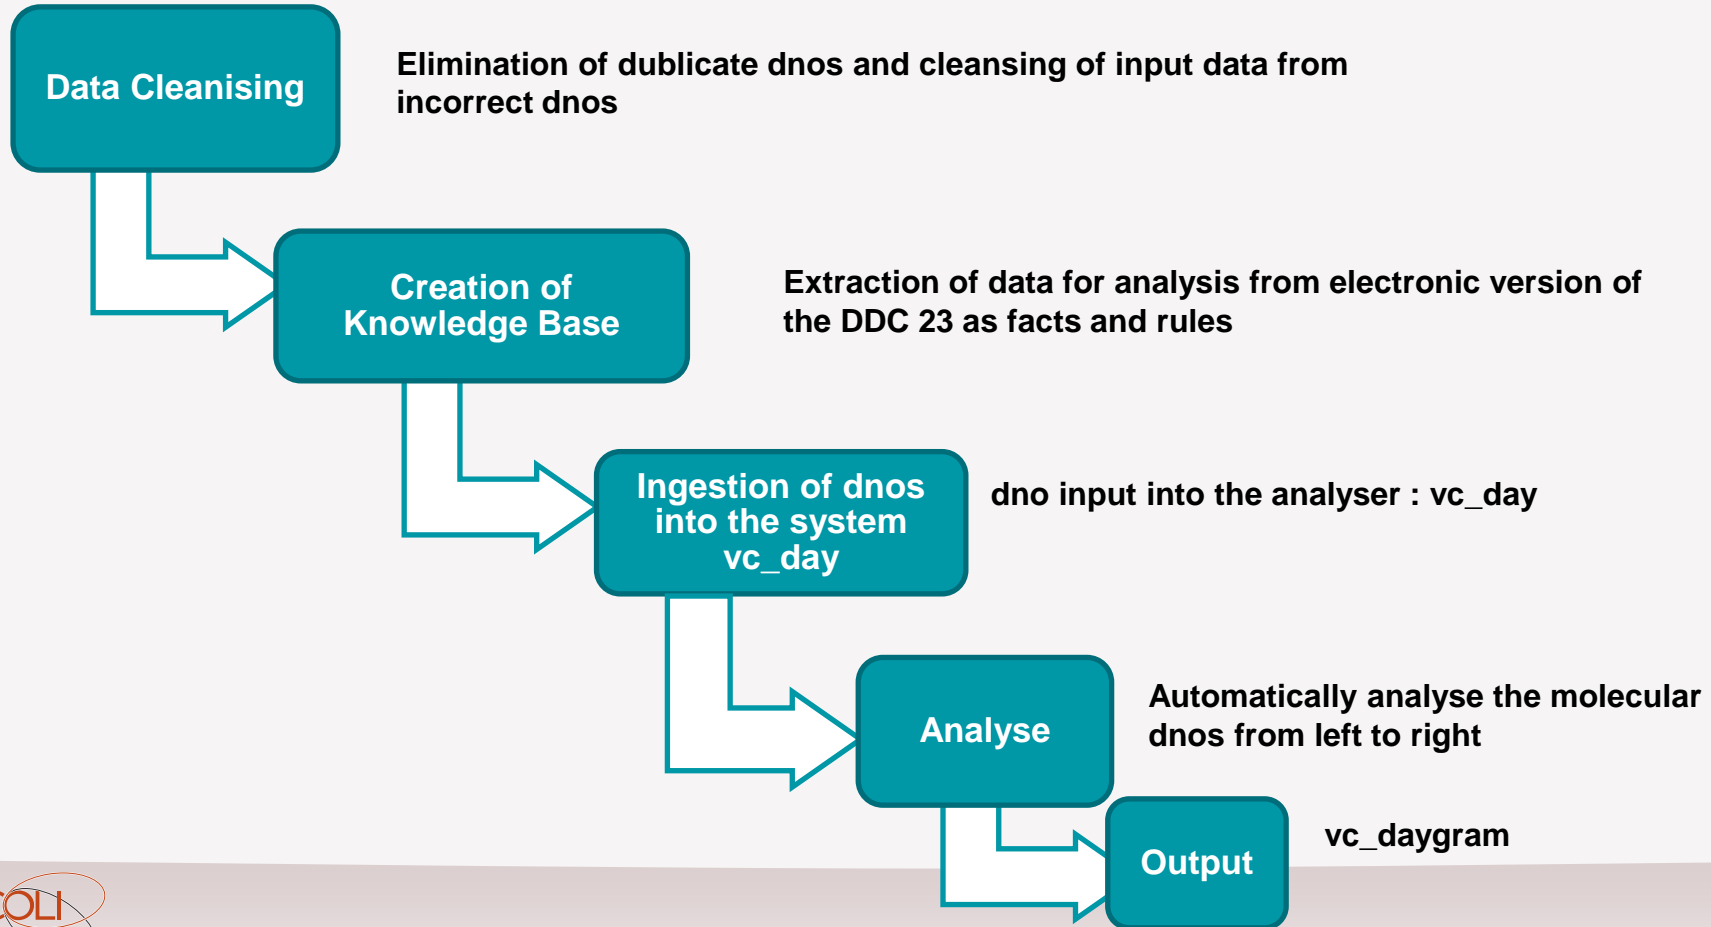 Data Cleanising
Elimination of dublicate dnos and cleansing of input data from
incorrect dnos
Creation of
Knowledge Base
Extraction of data for analysis from electronic version of
the DDC 23 as facts and rules
Ingestion of dnos
into the system
vc_day
dno input into the analyser : vc_day
Analyse
Automatically analyse the molecular
dnos from left to right
Output
vc_daygram